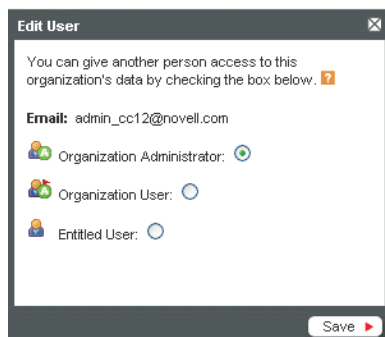 Edit User
You can give another person access to this
organization's data by checking the box below. ?
Email: admin_cc12@novell.com
Organization Administrator:
Organization User:
Entitled User:
Save